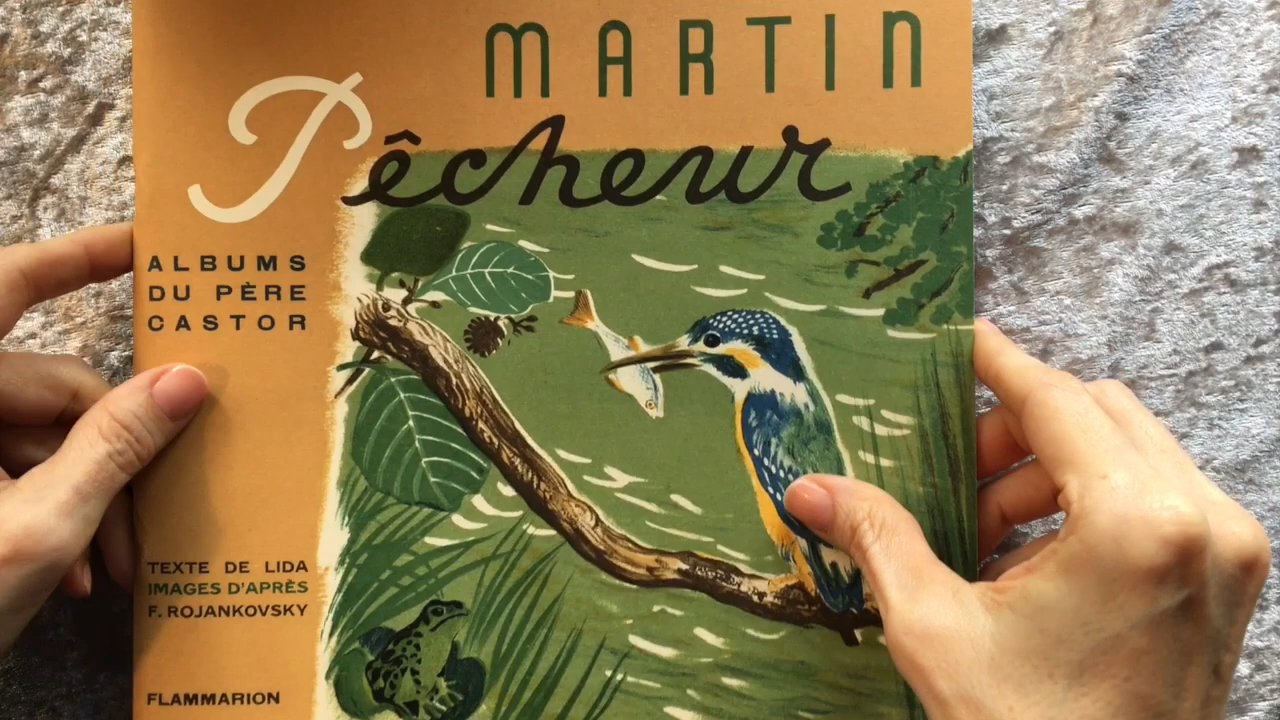 MARTIN
Pêcheur
ALBUMS
DU PÈRE
CASTOR
TEXTE DE LIDA
IMAGES D'APRÈS
F. ROJANKOVSKY
FLAMMARION